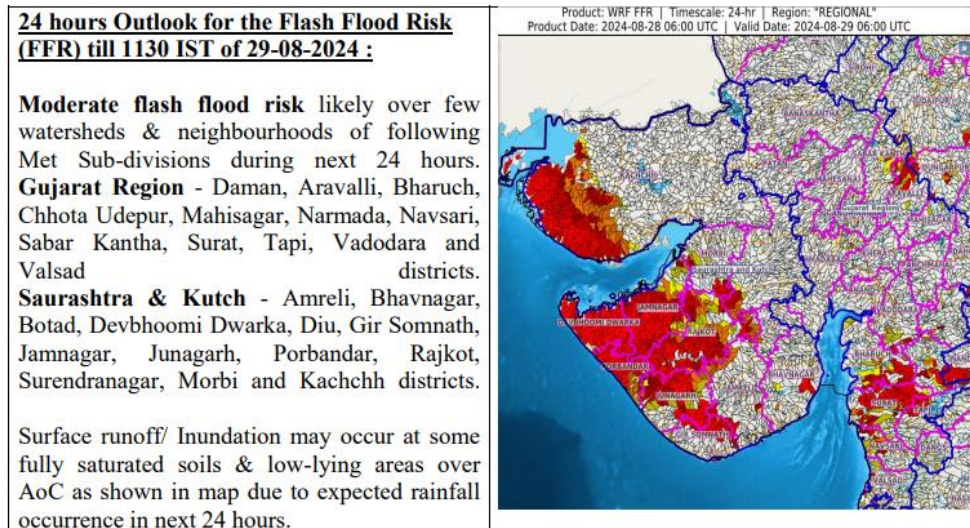 24 hours Outlook for the Flash Flood Risk
(FFR) till 1130 IST of 29-08-2024 :
Moderate flash flood risk likely over few
watersheds & neighbourhoods of following
Met Sub-divisions during next 24 hours.
Gujarat Region - Daman, Aravalli, Bharuch,
Chhota Udepur, Mahisagar, Narmada, Navsari,
Sabar Kantha, Surat, Tapi, Vadodara and
Valsad districts.
Saurashtra & Kutch - Amreli, Bhavnagar,
Botad, Devbhoomi Dwarka, Diu, Gir Somnath,
Jamnagar, Junagarh, Porbandar, Rajkot,
Surendranagar, Morbi and Kachchh districts.
Surface runoff/ Inundation may occur at some
fully saturated soils & low-lying areas over
AoC as shown in map due to expected rainfall
occurrence in next 24 hours.
Product: WRF FFR | Timescale: 24-hr | Region: "REGIONAL"
Product Date: 2024-08-28 06:00 UTC | Valid Date: 2024-08-29 06:00 UTC
SIROHI
BANASKANTHA
KACHCHH
MAHESANA
Gujarat Region
MORBI
Saurashtra and Kutch
JAMNAGAR
RAJKOT
VADODARA
BHARUCH
BHAVNAGAR
JUNAGARH
SURAT
VALSAD